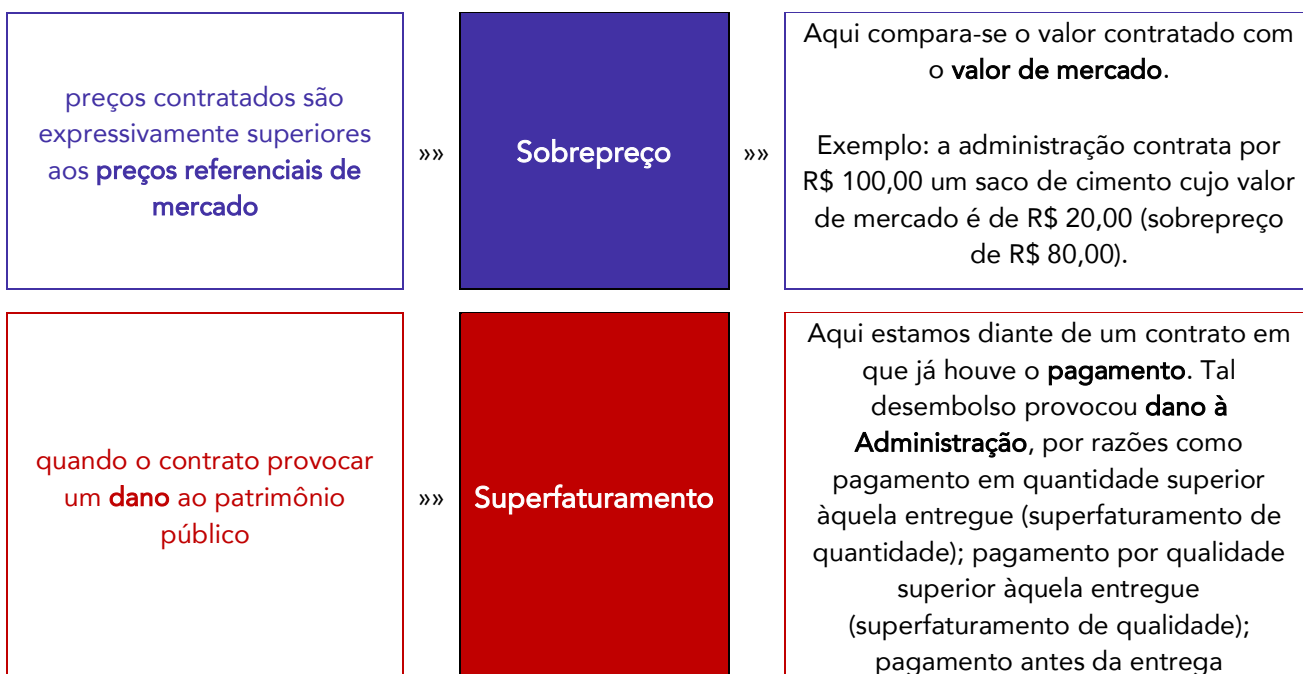 preços contratados são
expressivamente superiores
aos preços referenciais de
mercado
»»
Sobrepreço
»»
Aqui compara-se o valor contratado com
o valor de mercado.
Exemplo: a administração contrata por
R$ 100,00 um saco de cimento cujo valor
de mercado é de R$ 20,00 (sobrepreço
de R$ 80,00).
quando o contrato provocar
um dano ao patrimônio
público
»»
Superfaturamento
Aqui estamos diante de um contrato em
que já houve o pagamento. Tal
desembolso provocou dano à
Administração, por razões como
pagamento em quantidade superior
àquela entregue (superfaturamento de
quantidade); pagamento por qualidade
superior àquela entregue
(superfaturamento de qualidade);
pagamento antes da entrega